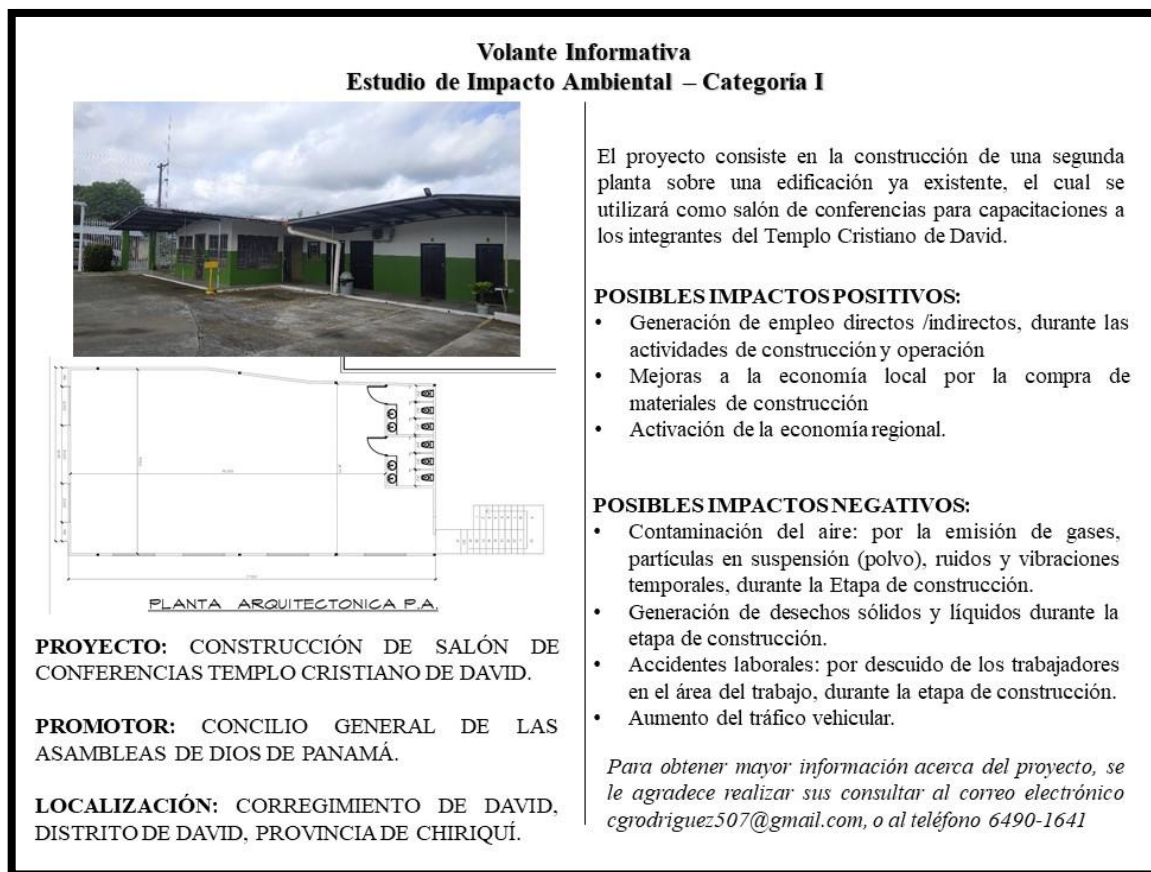 Volante Informativa
Estudio de Impacto Ambiental – Categoría I
PLANTA ARQUITECTONICA P.A.
PROYECTO: CONSTRUCCIÓN DE SALÓN DE
CONFERENCIAS TEMPLO CRISTIANO DE DAVID.
PROMOTOR: CONCILIO GENERAL DE LAS
ASAMBLEAS DE DIOS DE PANAMÁ.
LOCALIZACIÓN: CORREGIMIENTO DE DAVID,
DISTRITO DE DAVID, PROVINCIA DE CHIRIQUÍ.
El proyecto consiste en la construcción de una segunda
planta sobre una edificación ya existente, el cual se
utilizará como salón de conferencias para capacitaciones a
los integrantes del Templo Cristiano de David.
POSIBLES IMPACTOS POSITIVOS:
• Generación de empleo directos /indirectos, durante las
actividades de construcción y operación
• Mejoras a la economía local por la compra de
materiales de construcción
• Activación de la economía regional.
POSIBLES IMPACTOS NEGATIVOS:
• Contaminación del aire: por la emisión de gases,
partículas en suspensión (polvo), ruidos y vibraciones
temporales, durante la Etapa de construcción.
• Generación de desechos sólidos y líquidos durante la
etapa de construcción.
• Accidentes laborales: por descuido de los trabajadores
en el área del trabajo, durante la etapa de construcción.
• Aumento del tráfico vehicular.
Para obtener mayor información acerca del proyecto, se
le agradece realizar sus consultar al correo electrónico
cgrodriguez507@gmail.com, o al teléfono 6490-1641